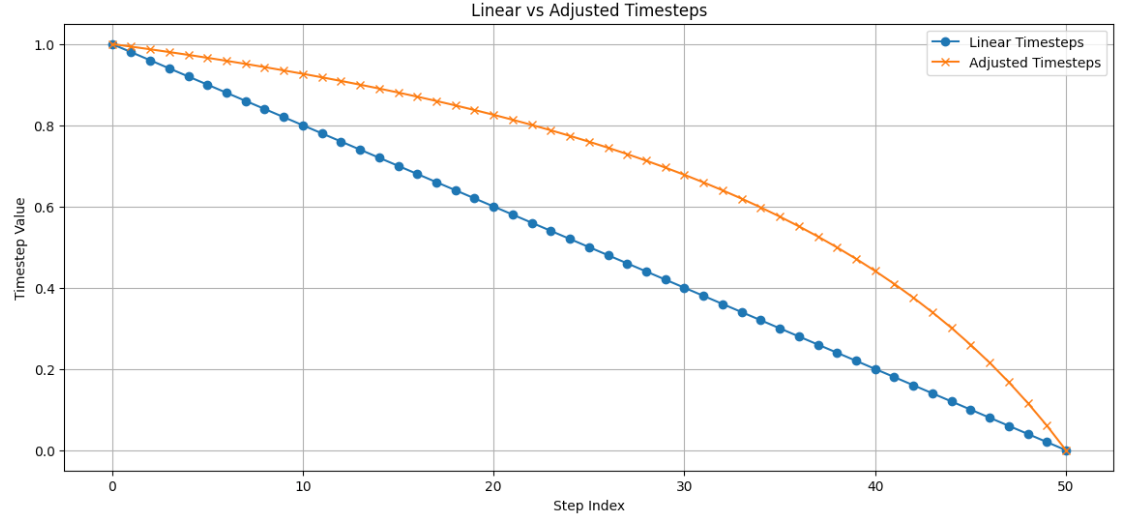 Linear vs Adjusted Timesteps
Linear Timesteps
Adjusted Timesteps
Timestep Value
1.0
0.8
0.6
0.4
0.2
0.0
0 10 20 30 40 50
Step Index